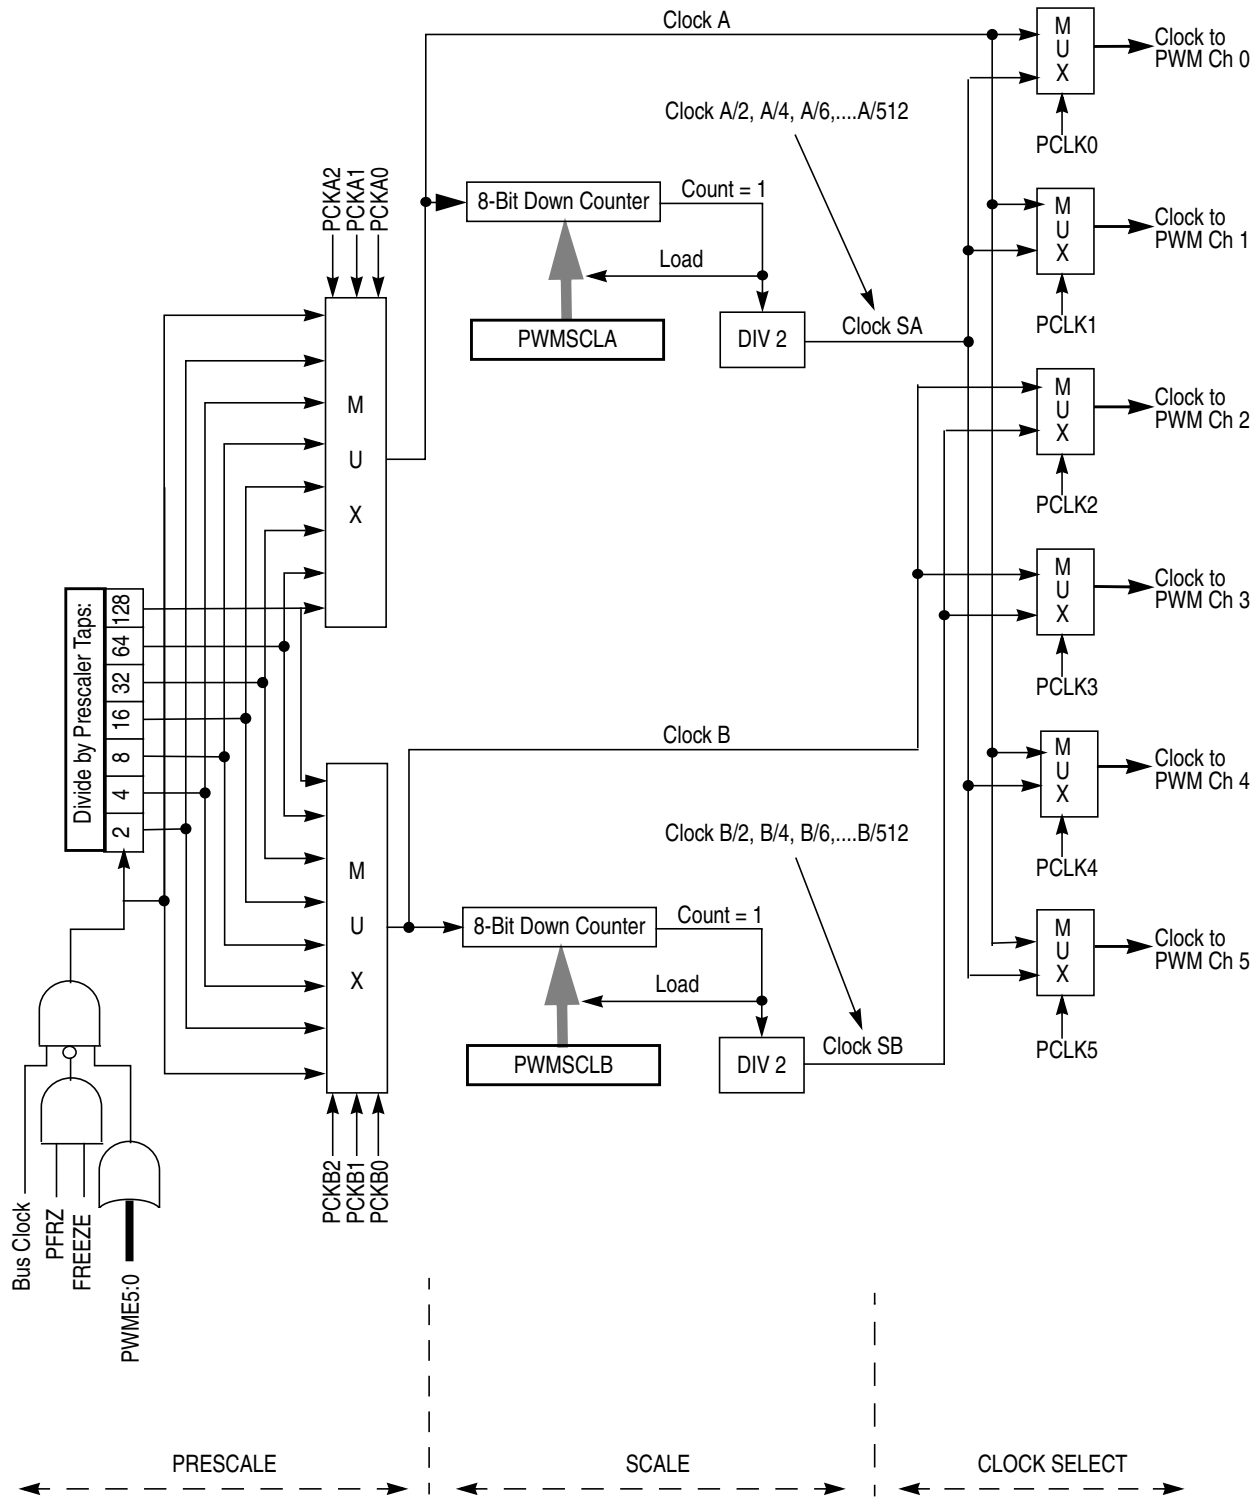 Clock A
M
U
X
Clock to
PWM Ch 0
PCLK0
Clock A/2, A/4, A/6,....A/512
PCKA2
PCKA1
PCKA0
8-Bit Down Counter
Count = 1
Load
PWMSCLA
DIV 2
Clock SA
M
U
X
Clock to
PWM Ch 1
PCLK1
M
U
X
Clock to
PWM Ch 2
PCLK2
M
U
X
M
U
X
Clock to
PWM Ch 3
PCLK3
Divide by Prescaler Taps:
128
64
32
16
8
4
2
Clock B
M
U
X
Clock to
PWM Ch 4
PCLK4
Clock B/2, B/4, B/6,....B/512
M
U
X
8-Bit Down Counter
Count = 1
Load
PWMSCLB
DIV 2
Clock SB
M
U
X
Clock to
PWM Ch 5
PCLK5
PCKB2
PCKB1
PCKB0
Bus Clock
PFRZ
FREEZE
PWME5:0
PRESCALE
SCALE
CLOCK SELECT